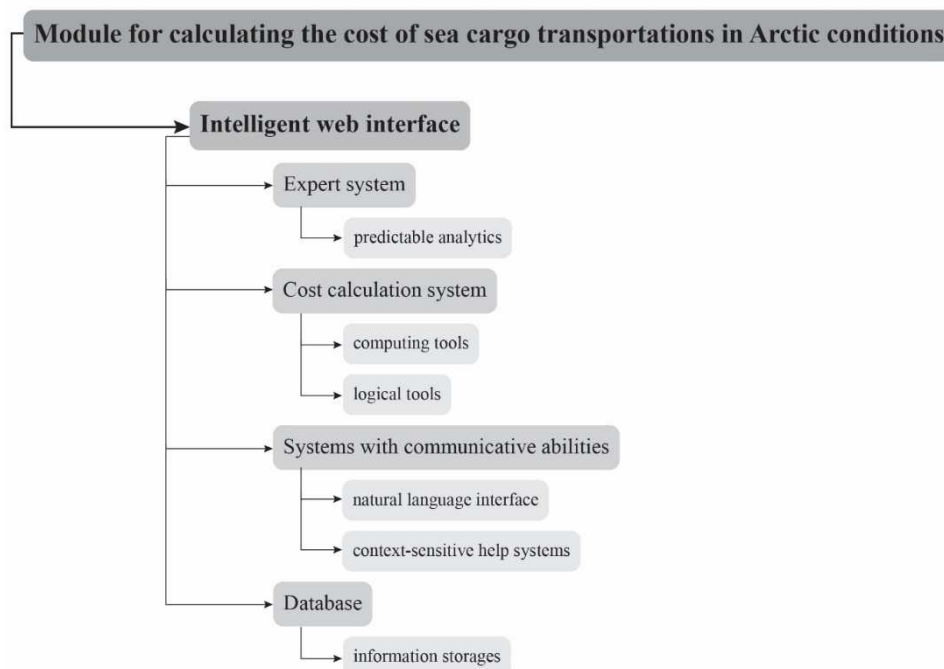 Module for calculating the cost of sea cargo transportations in Arctic conditions
Intelligent web interface
Expert system
predictable analytics
Cost calculation system
computing tools
logical tools
Systems with communicative abilities
natural language interface
context-sensitive help systems
Database
information storages